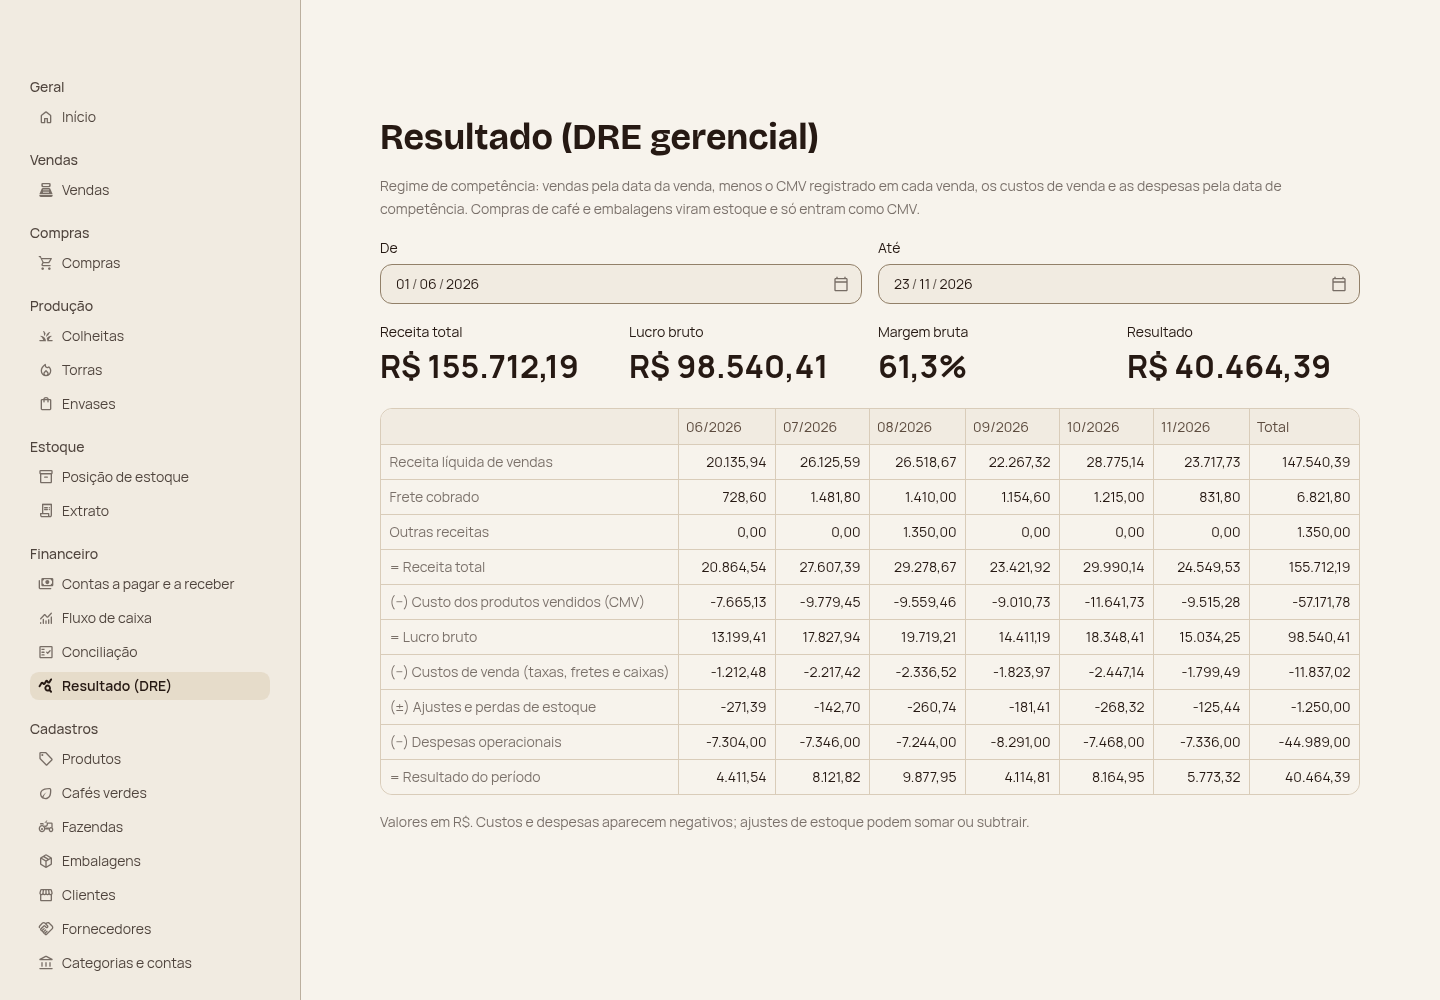 Geral
Início
Vendas
Vendas
Compras
Compras
Produção
Colheitas
Torras
Envases
Estoque
Posição de estoque
Extrato
Financeiro
Contas a pagar e a receber
Fluxo de caixa
Conciliação
Resultado (DRE)
Cadastros
Produtos
Cafés verdes
Fazendas
Embalagens
Clientes
Fornecedores
Categorias e contas
Resultado (DRE gerencial)
Regime de competência: vendas pela data da venda, menos o CMV registrado em cada venda, os custos de venda e as despesas pela data de
competência. Compras de café e embalagens viram estoque e só entram como CMV.
De Até
01 / 06 / 2026 23 / 11 / 2026
Receita total Lucro bruto Margem bruta Resultado
R$ 155.712,19 R$ 98.540,41 61,3% R$ 40.464,39
06/2026 07/2026 08/2026 09/2026 10/2026 11/2026 Total
Receita líquida de vendas 20.135,94 26.125,59 26.518,67 22.267,32 28.775,14 23.717,73 147.540,39
Frete cobrado 728,60 1.481,80 1.410,00 1.154,60 1.215,00 831,80 6.821,80
Outras receitas 0,00 0,00 1.350,00 0,00 0,00 0,00 1.350,00
= Receita total 20.864,54 27.607,39 29.278,67 23.421,92 29.990,14 24.549,53 155.712,19
(−) Custo dos produtos vendidos (CMV) -7.665,13 -9.779,45 -9.559,46 -9.010,73 -11.641,73 -9.515,28 -57.171,78
= Lucro bruto 13.199,41 17.827,94 19.719,21 14.411,19 18.348,41 15.034,25 98.540,41
(−) Custos de venda (taxas, fretes e caixas) -1.212,48 -2.217,42 -2.336,52 -1.823,97 -2.447,14 -1.799,49 -11.837,02
(±) Ajustes e perdas de estoque -271,39 -142,70 -260,74 -181,41 -268,32 -125,44 -1.250,00
(−) Despesas operacionais -7.304,00 -7.346,00 -7.244,00 -8.291,00 -7.468,00 -7.336,00 -44.989,00
= Resultado do período 4.411,54 8.121,82 9.877,95 4.114,81 8.164,95 5.773,32 40.464,39
Valores em R$. Custos e despesas aparecem negativos; ajustes de estoque podem somar ou subtrair.